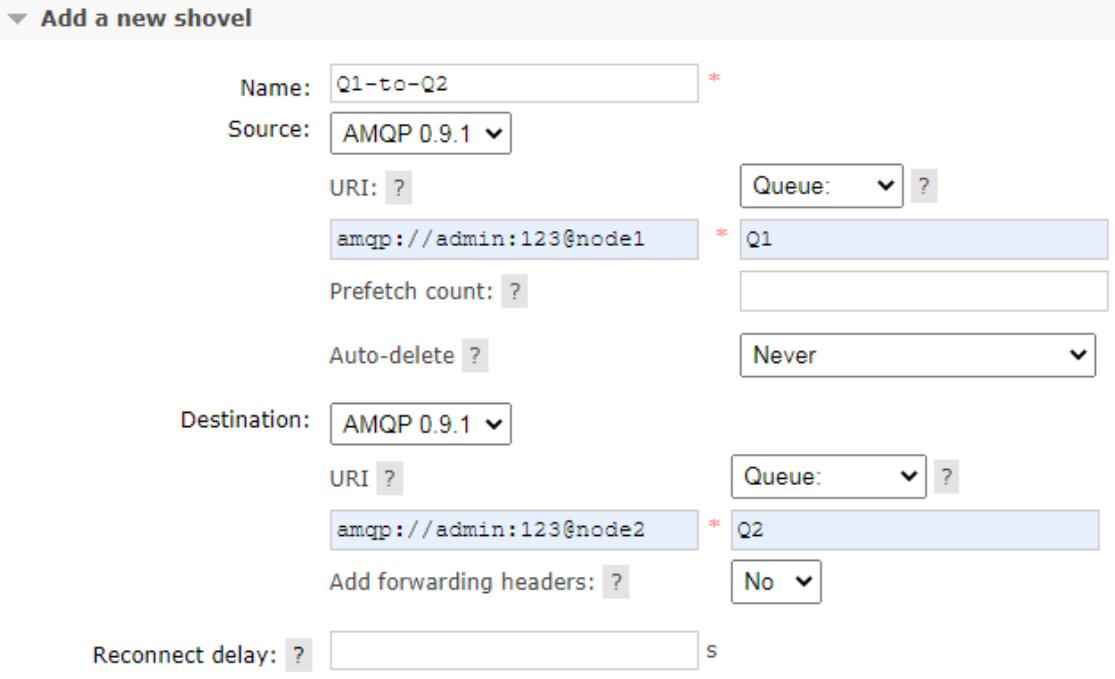 Add a new shovel
Name: Q1-to-Q2 *
Source: AMQP 0.9.1
URI: ? Queue: ?
amqp://admin:123@node1 * Q1
Prefetch count: ?
Auto-delete ? Never
Destination: AMQP 0.9.1
URI ? Queue: ?
amqp://admin:123@node2 * Q2
Add forwarding headers: ? No
Reconnect delay: ? s